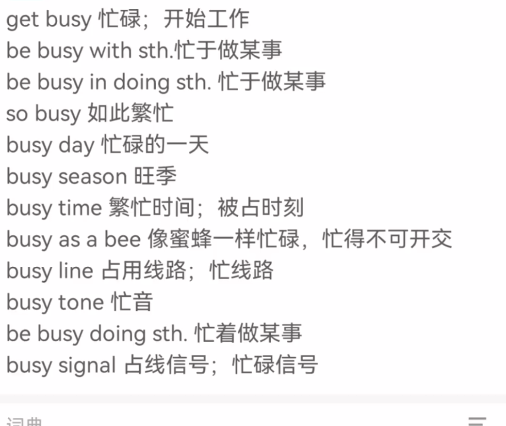 get busy 忙碌；开始工作
be busy with sth.忙于做某事
be busy in doing sth. 忙于做某事
so busy 如此繁忙
busy day 忙碌的一天
busy season 旺季
busy time 繁忙时间；被占时刻
busy as a bee 像蜜蜂一样忙碌，忙得不可开交
busy line 占用线路；忙线路
busy tone 忙音
be busy doing sth. 忙着做某事
busy signal 占线信号；忙碌信号
词典